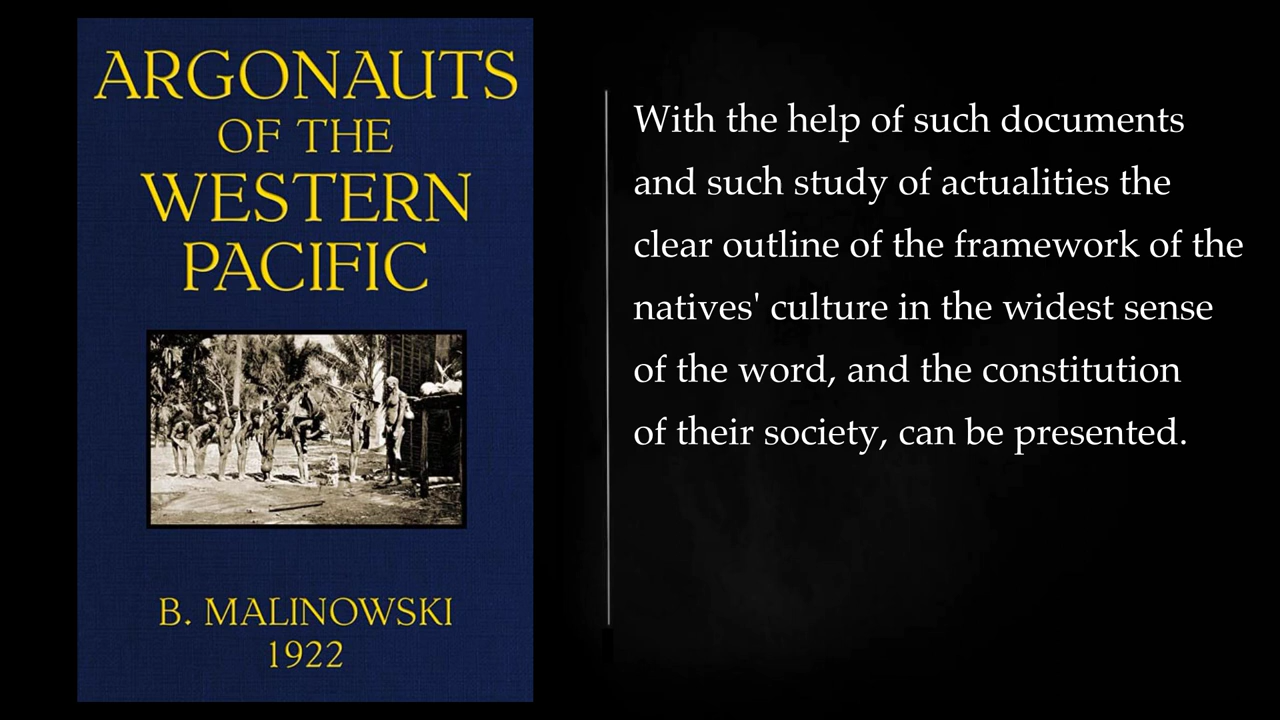 ARGONAUTS
OF THE
WESTERN
PACIFIC
B. MALINOWSKI
1922
With the help of such documents
and such study of actualities the
clear outline of the framework of the
natives' culture in the widest sense
of the word, and the constitution
of their society, can be presented.